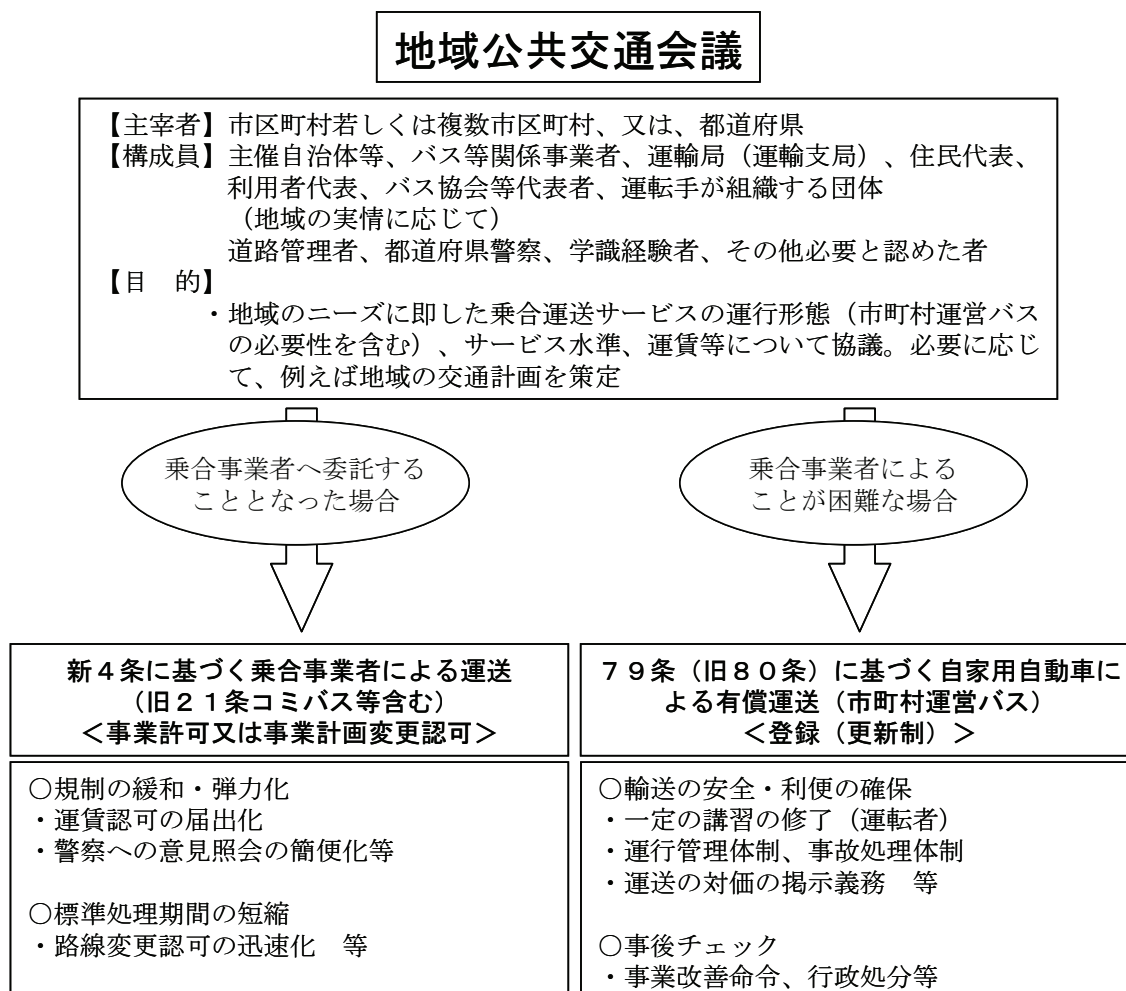 地域公共交通会議
【主宰者】市区町村若しくは複数市区町村、又は、都道府県
【構成員】主催自治体等、バス等関係事業者、運輸局（運輸支局）、住民代表、
利用者代表、バス協会等代表者、運転手が組織する団体
（地域の実情に応じて）
道路管理者、都道府県警察、学識経験者、その他必要と認めた者
【目　的】
・地域のニーズに即した乗合運送サービスの運行形態（市町村運営バス
の必要性を含む）、サービス水準、運賃等について協議。必要に応じ
て、例えば地域の交通計画を策定
乗合事業者へ委託する
こととなった場合
乗合事業者による
ことが困難な場合
新４条に基づく乗合事業者による運送
（旧２１条コミバス等含む）
＜事業許可又は事業計画変更認可＞
○規制の緩和・弾力化
・運賃認可の届出化
・警察への意見照会の簡便化等
○標準処理期間の短縮
・路線変更認可の迅速化　等
７９条（旧８０条）に基づく自家用自動車に
よる有償運送（市町村運営バス）
＜登録（更新制）＞
○輸送の安全・利便の確保
・一定の講習の修了（運転者）
・運行管理体制、事故処理体制
・運送の対価の掲示義務　等
○事後チェック
・事業改善命令、行政処分等